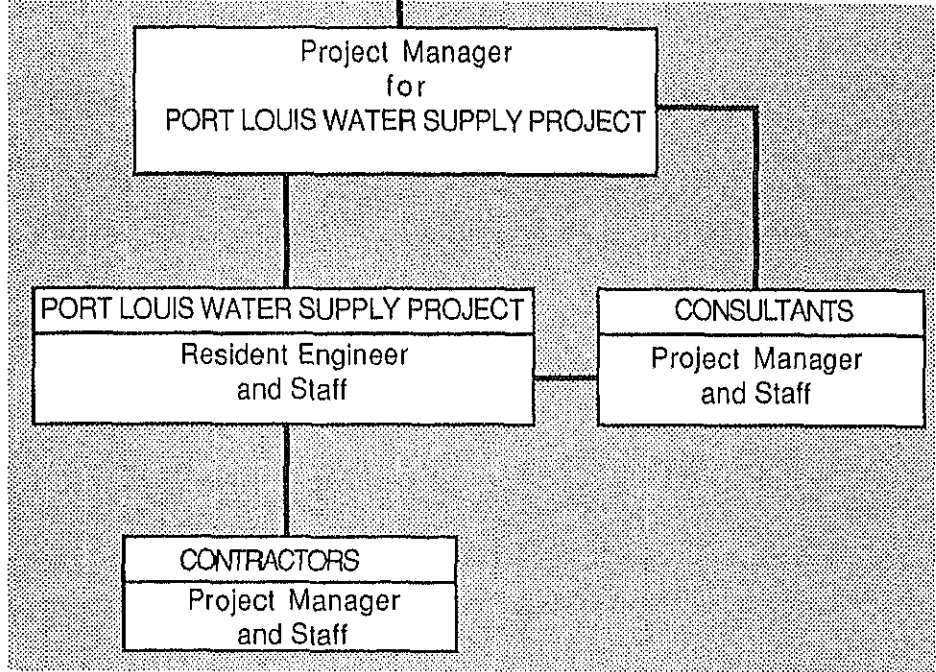 Project Manager
for
PORT LOUIS WATER SUPPLY PROJECT
PORT LOUIS WATER SUPPLY PROJECT
Resident Engineer
and Staff
CONSULTANTS
Project Manager
and Staff
CONTRACTORS
Project Manager
and Staff